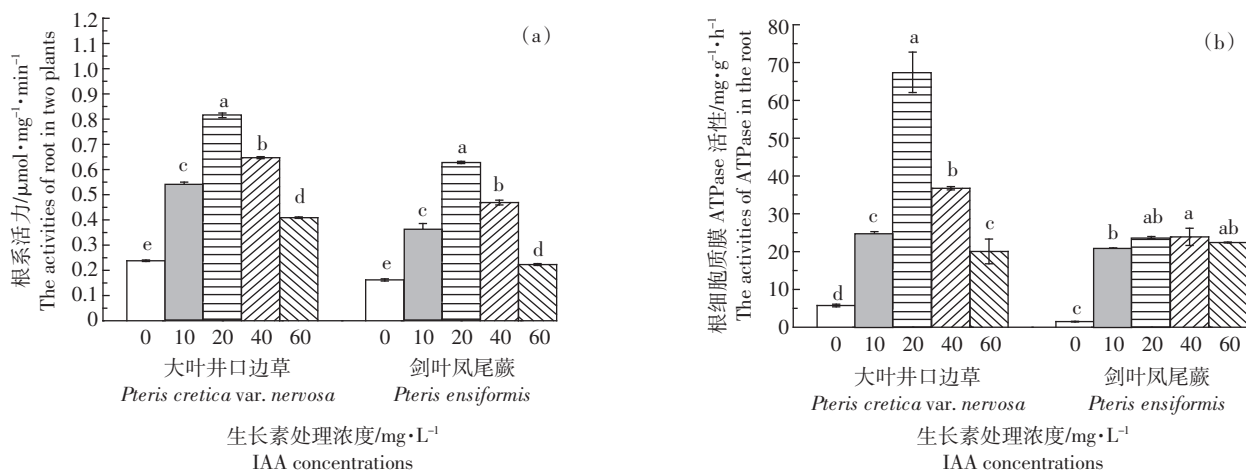 (a)
根系活力/μmol·mg⁻¹·min⁻¹
The activities of root in two plants
1.2
1.1
1.0
0.9
0.8
0.7
0.6
0.5
0.4
0.3
0.2
0.1
0
e
c
a
b
d
e
c
a
b
d
0 10 20 40 60 0 10 20 40 60
大叶井口边草 剑叶凤尾蕨
Pteris cretica var. nervosa Pteris ensiformis
生长素处理浓度/mg·L⁻¹
IAA concentrations
(b)
根细胞质膜 ATPase 活性/mg·g⁻¹·h⁻¹
The activities of ATPase in the root
80
70
60
50
40
30
20
10
0
d
c
a
b
c
c
b
ab
a
ab
0 10 20 40 60 0 10 20 40 60
大叶井口边草 剑叶凤尾蕨
Pteris cretica var. nervosa Pteris ensiformis
生长素处理浓度/mg·L⁻¹
IAA concentrations